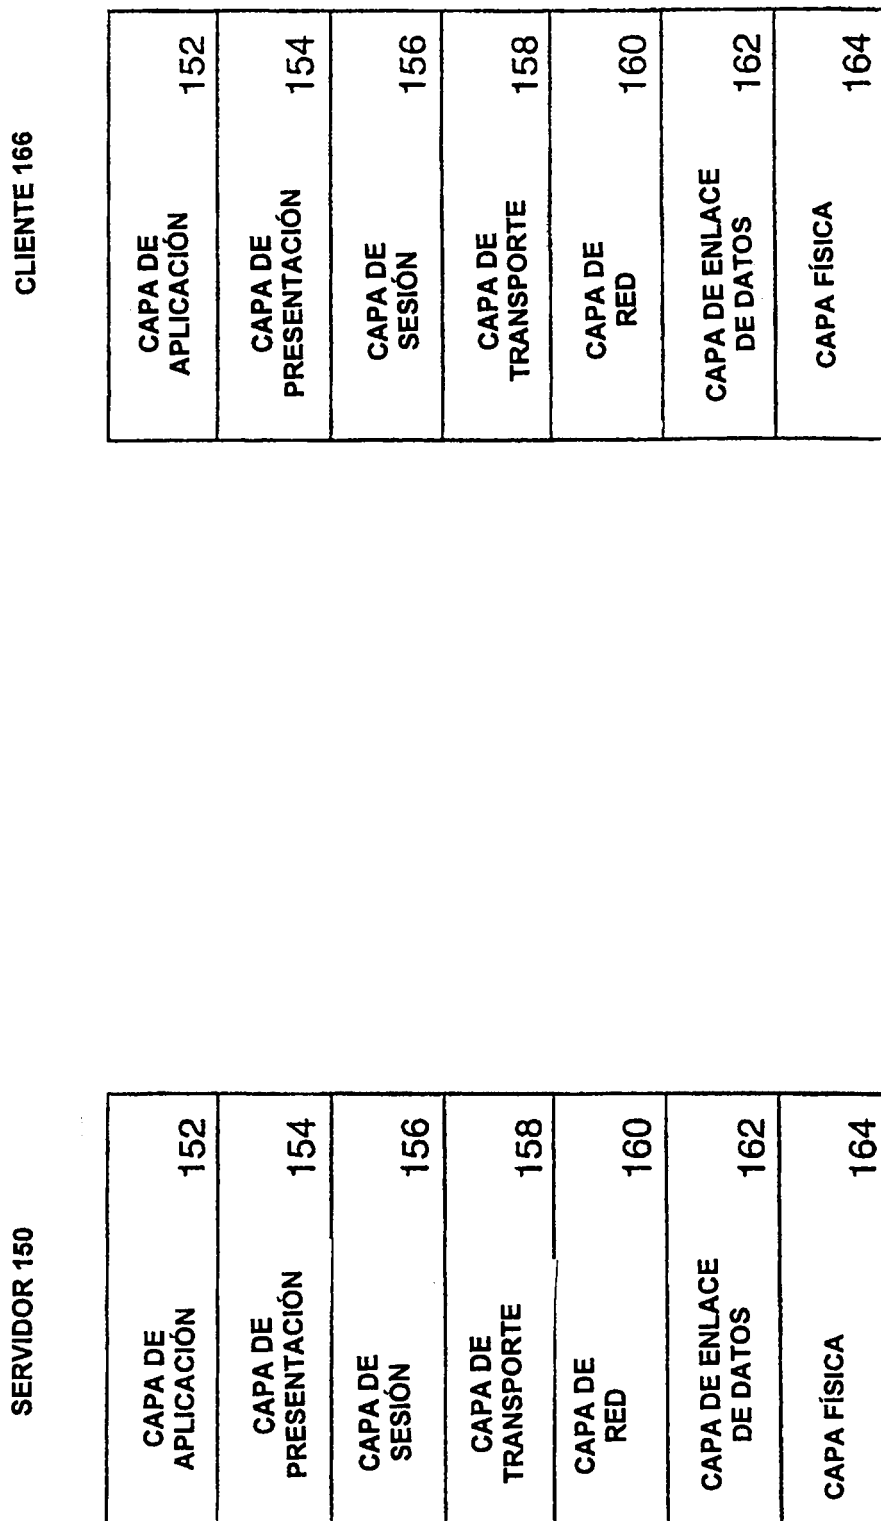 SERVIDOR 150
CAPA DE
APLICACIÓN
152
CAPA DE
PRESENTACIÓN
154
CAPA DE
SESIÓN
156
CAPA DE
TRANSPORTE
158
CAPA DE
RED
160
CAPA DE ENLACE
DE DATOS
162
CAPA FÍSICA
164
CLIENTE 166
CAPA DE
APLICACIÓN
152
CAPA DE
PRESENTACIÓN
154
CAPA DE
SESIÓN
156
CAPA DE
TRANSPORTE
158
CAPA DE
RED
160
CAPA DE ENLACE
DE DATOS
162
CAPA FÍSICA
164